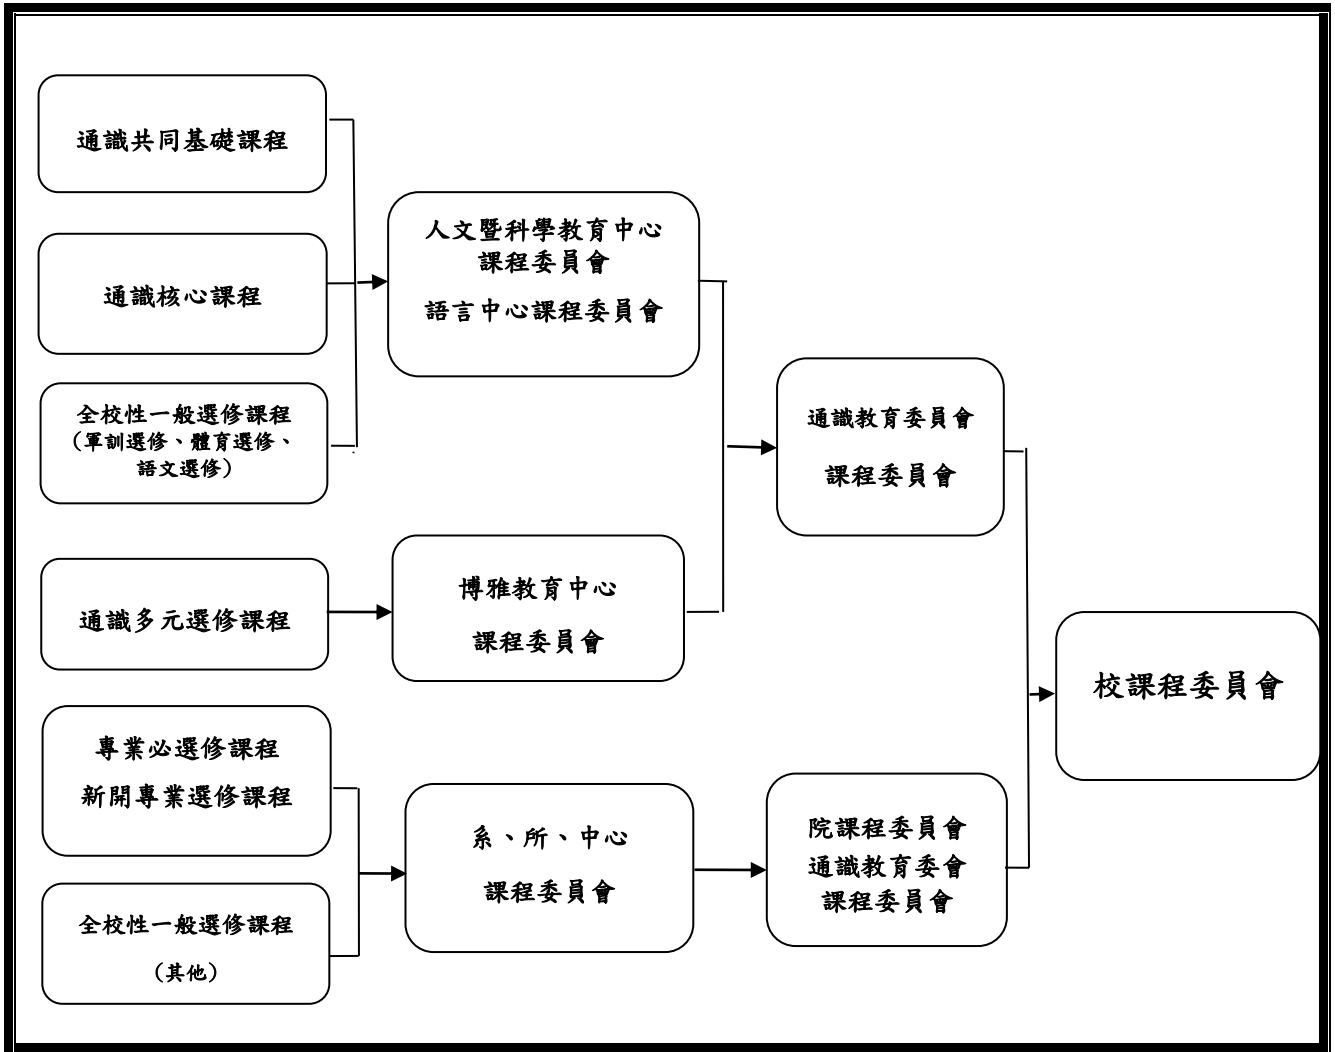 通識共同基礎課程
通識核心課程
全校性一般選修課程
（軍訓選修、體育選修、
語文選修）
人文暨科學教育中心
課程委員會
語言中心課程委員會
通識教育委員會
課程委員會
通識多元選修課程
博雅教育中心
課程委員會
校課程委員會
專業必選修課程
新開專業選修課程
全校性一般選修課程
（其他）
系、所、中心
課程委員會
院課程委員會
通識教育委會
課程委員會